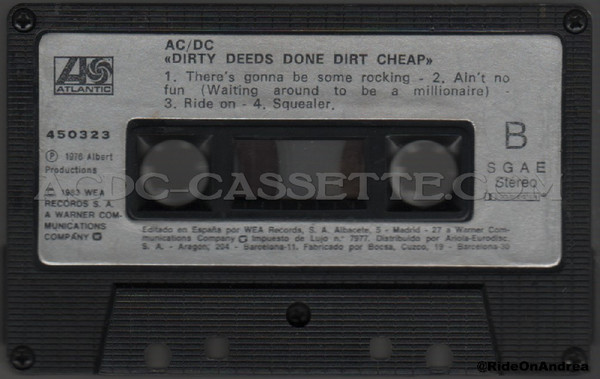 AC/DC
«DIRTY DEEDS DONE DIRT CHEAP»
1. There's gonna be some rocking - 2. Ain't no
fun (Waiting around to be a millionaire) -
3. Ride on - 4. Squealer.
ATLANTIC
450323
B
Ⓟ 1976 Albert
Productions
SGAE
Stereo
1983 WEA
RECORDS S. A.
A WARNER COM-
MUNICATIONS
COMPANY
ACDC-CASSETTE.COM
Editado en España por WEA Records, S. A. Albacete, 5 - Madrid - 27 a Warner Com-
munications Company Impuesto de Lujo n.º 7977. Distribuido por Ariola-Eurodisc,
S. A. - Aragon, 204 - Barcelona-11. Fabricado por Bocsa, Cuzco, 19 - Barcelona-30
@RideOnAndrea